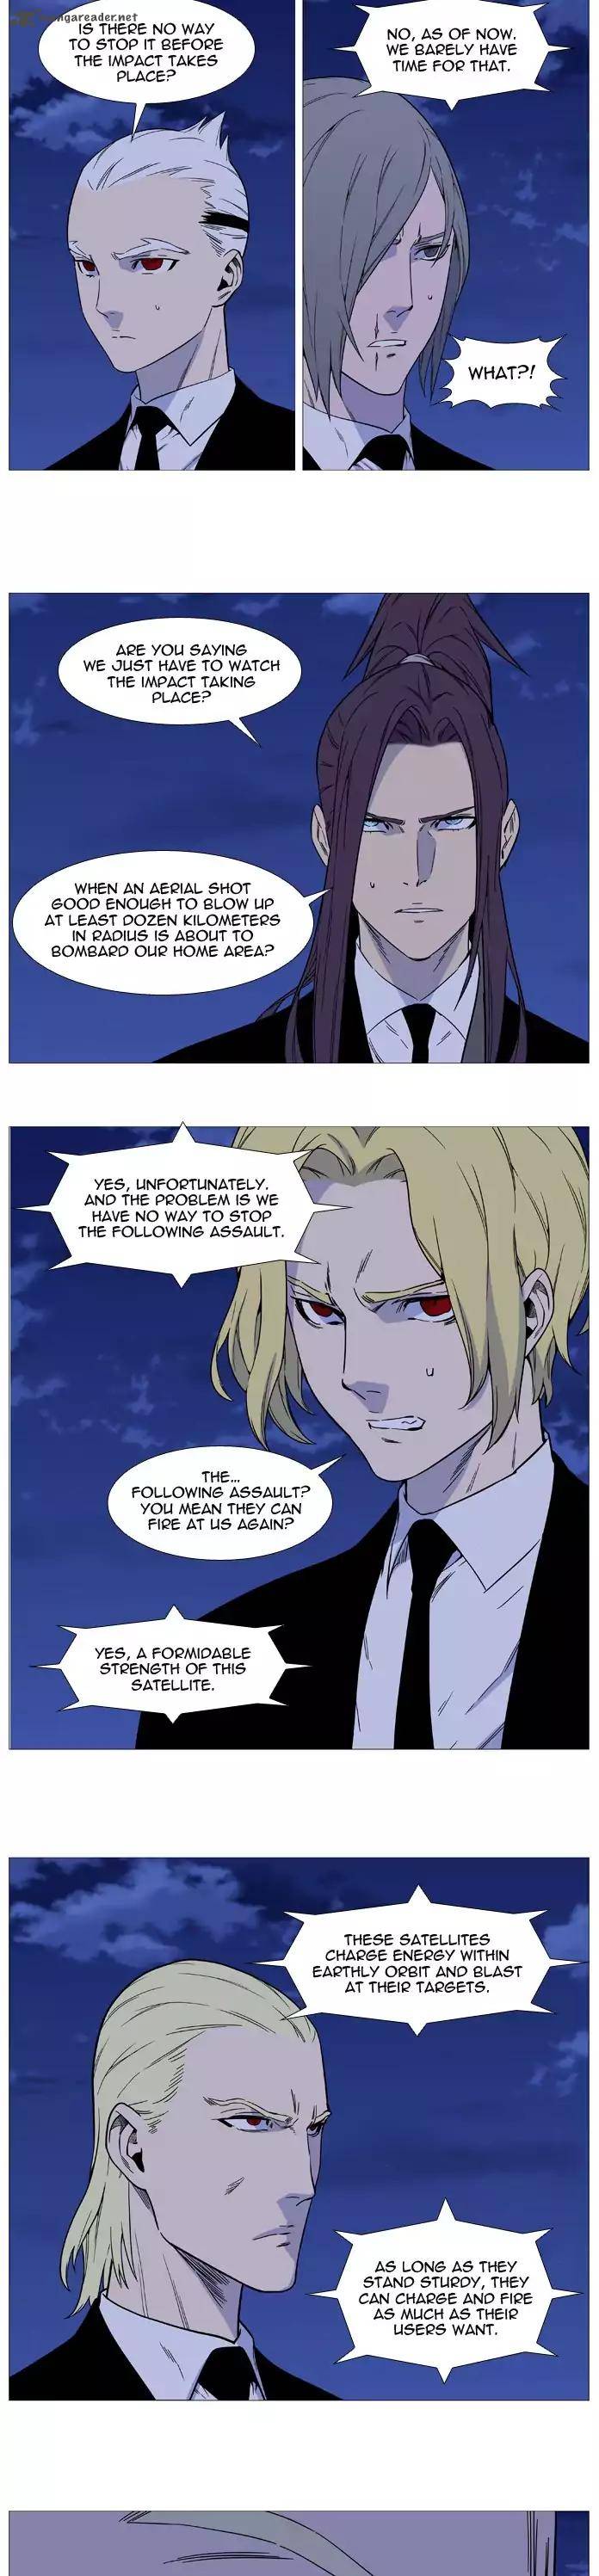 mangareader.net
IS THERE NO WAY
TO STOP IT BEFORE
THE IMPACT TAKES
PLACE?
NO, AS OF NOW.
WE BARELY HAVE
TIME FOR THAT.
WHAT?!
ARE YOU SAYING
WE JUST HAVE TO WATCH
THE IMPACT TAKING
PLACE?
WHEN AN AERIAL SHOT
GOOD ENOUGH TO BLOW UP
AT LEAST DOZEN KILOMETERS
IN RADIUS IS ABOUT TO
BOMBARD OUR HOME AREA?
YES, UNFORTUNATELY.
AND THE PROBLEM IS WE
HAVE NO WAY TO STOP
THE FOLLOWING ASSAULT.
THE...
FOLLOWING ASSAULT?
YOU MEAN THEY CAN
FIRE AT US AGAIN?
YES, A FORMIDABLE
STRENGTH OF THIS
SATELLITE.
THESE SATELLITES
CHARGE ENERGY WITHIN
EARTHLY ORBIT AND BLAST
AT THEIR TARGETS.
AS LONG AS THEY
STAND STURDY, THEY
CAN CHARGE AND FIRE
AS MUCH AS THEIR
USERS WANT.